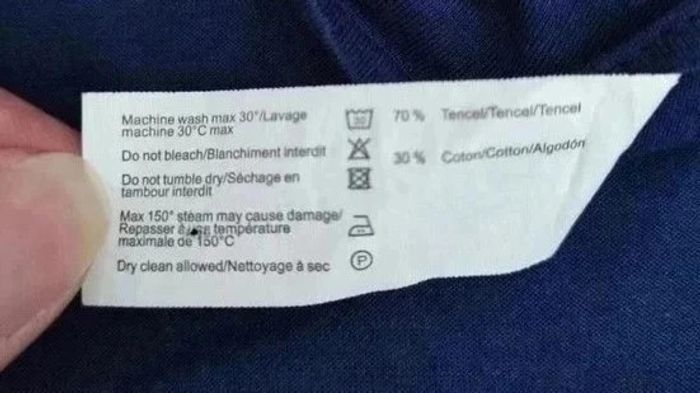 Machine wash max 30°/Lavage
machine 30°C max
30
70 % Tencel/Tencel/Tencel
Do not bleach/Blanchiment interdit
30 % Coton/Cotton/Algodón
Do not tumble dry/Séchage en
tambour interdit
Max 150° steam may cause damage/
Repasser à température
maximale de 150°C
Dry clean allowed/Nettoyage à sec
P